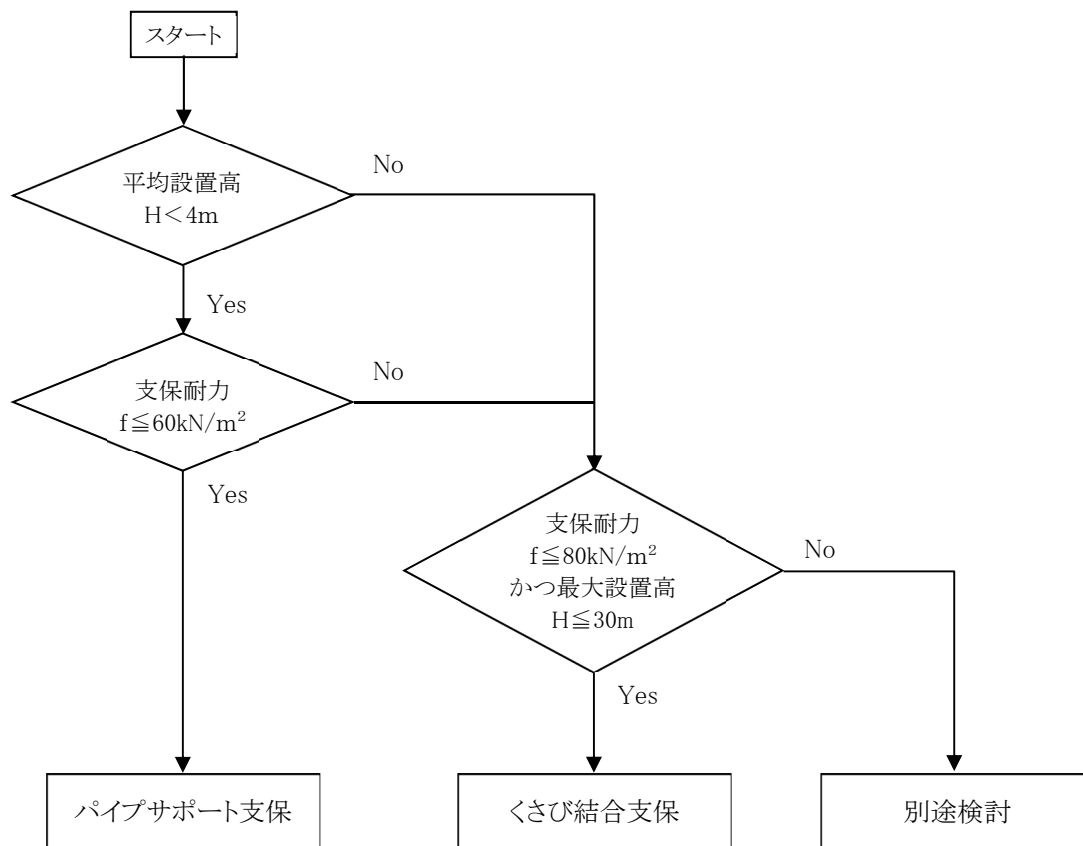 スタート
平均設置高
H<4m
No
Yes
支保耐力
f≦60kN/m²
No
Yes
支保耐力
f≦80kN/m²
かつ最大設置高
H≦30m
No
Yes
パイプサポート支保
くさび結合支保
別途検討